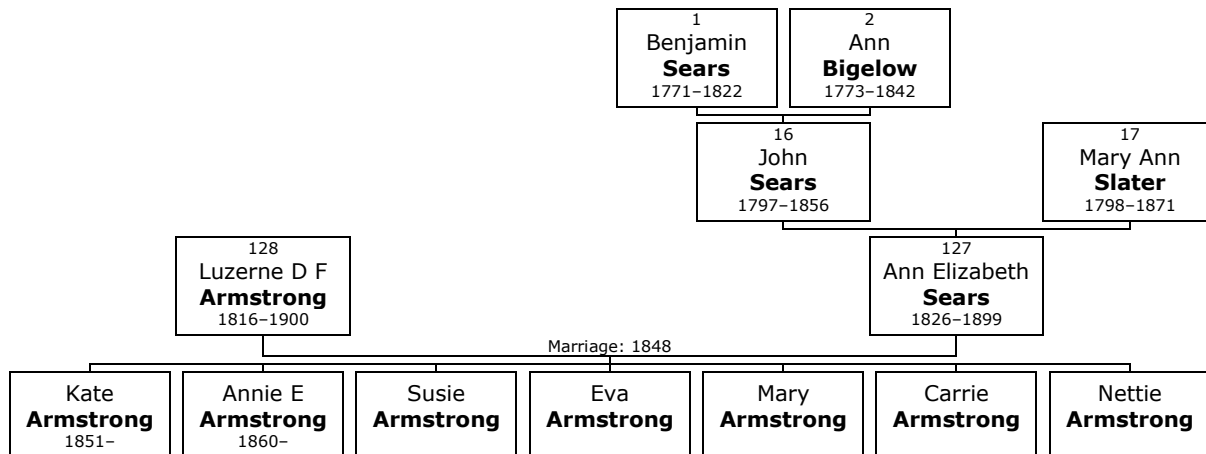 1
Benjamin
Sears
1771–1822
2
Ann
Bigelow
1773–1842
16
John
Sears
1797–1856
17
Mary Ann
Slater
1798–1871
128
Luzerne D F
Armstrong
1816–1900
127
Ann Elizabeth
Sears
1826–1899
Marriage: 1848
Kate
Armstrong
1851–
Annie E
Armstrong
1860–
Susie
Armstrong
Eva
Armstrong
Mary
Armstrong
Carrie
Armstrong
Nettie
Armstrong